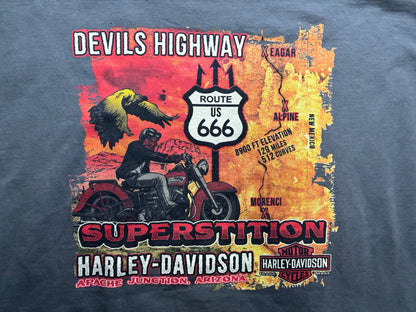 DEVILS HIGHWAY
EAGAR
ROUTE
US
666
ALPINE
NEW MEXICO
8900 FT ELEVATION
129 MILES
512 CURVES
MORENCI
SUPERSTITION
HARLEY-DAVIDSON
APACHE JUNCTION, ARIZONA
MOTOR
HARLEY-DAVIDSON
CYCLES